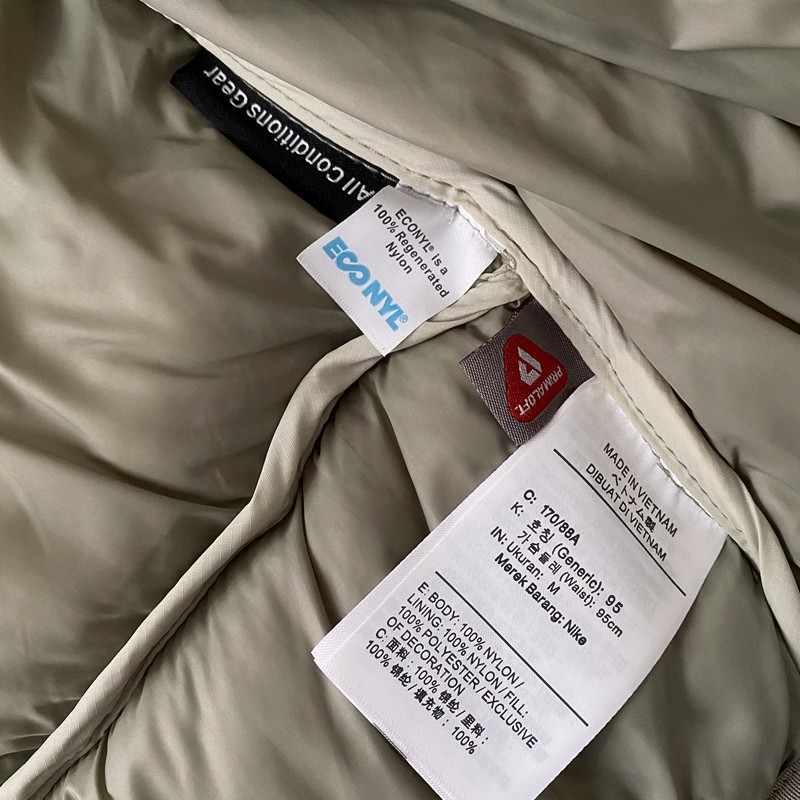 All Conditions Gear
ECONYL® is a
100% Regenerated
Nylon
ECONYL®
PRIMALOFT.
MADE IN VIETNAM
ベトナム製
DIBUAT DI VIETNAM
C: 170/88A
K: 호칭 (Generic): 95
가슴둘레 (Waist): 95cm
IN: Ukuran: M
Merek Barang: Nike
E: BODY: 100% NYLON/
LINING: 100% NYLON/ FILL:
100% POLYESTER/ EXCLUSIVE
OF DECORATION
C: 面料: 100% 锦纶/ 里料:
100% 锦纶/ 填充物: 100%